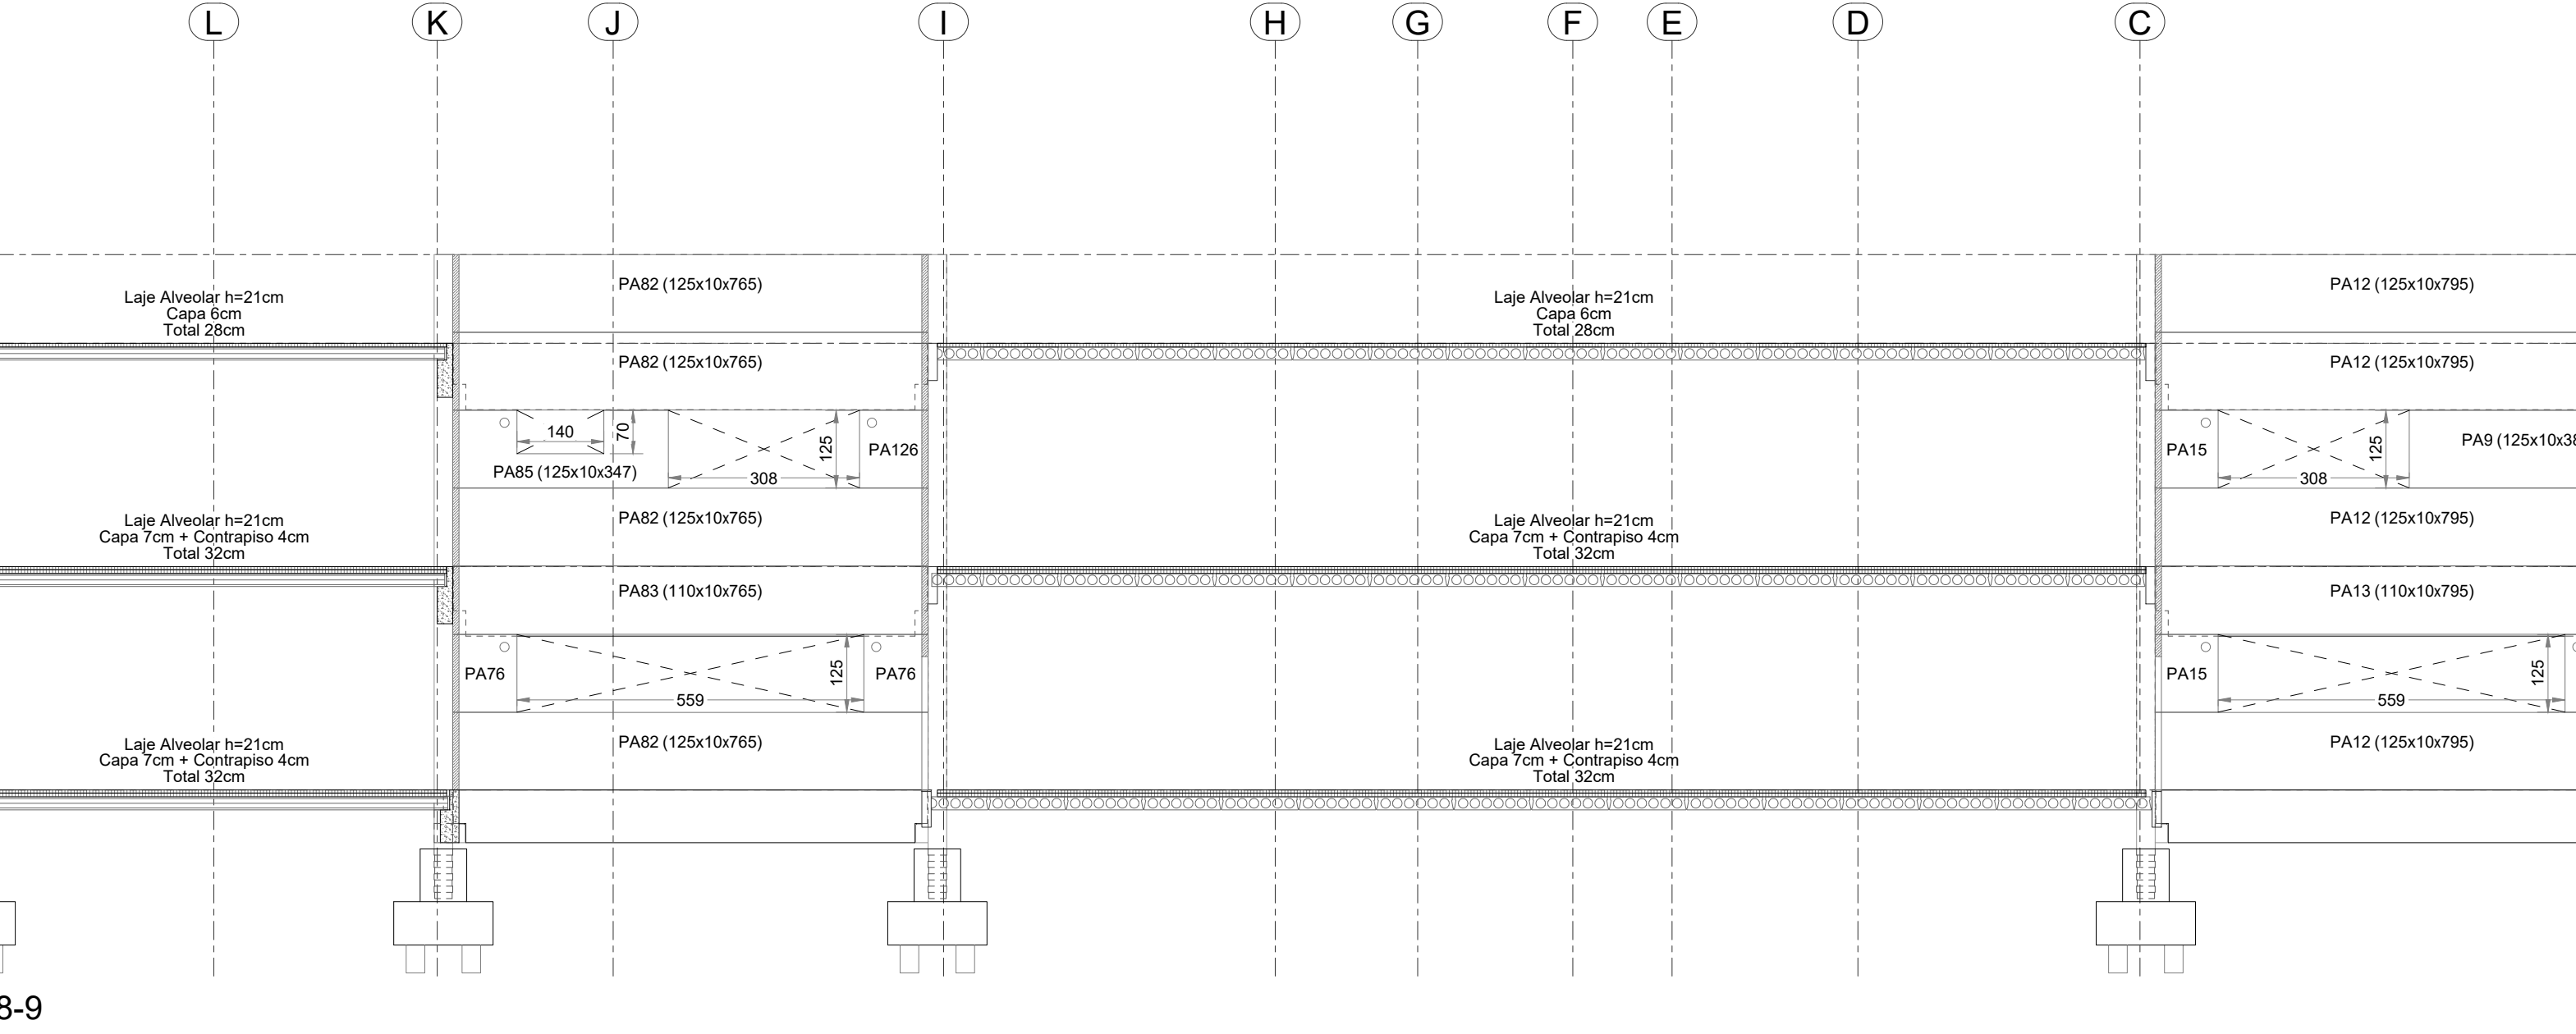 L K J I H G F E D C
PA82 (125x10x765)
PA12 (125x10x795)
Laje Alveolar h=21cm
Capa 6cm
Total 28cm
Laje Alveolar h=21cm
Capa 6cm
Total 28cm
PA82 (125x10x765)
PA12 (125x10x795)
140
70
125
308
PA85 (125x10x347)
PA126
PA15
308
125
PA9 (125x10x38
Laje Alveolar h=21cm
Capa 7cm + Contrapiso 4cm
Total 32cm
PA82 (125x10x765)
Laje Alveolar h=21cm
Capa 7cm + Contrapiso 4cm
Total 32cm
PA12 (125x10x795)
PA83 (110x10x765)
PA13 (110x10x795)
PA76
559
125
PA76
PA15
559
125
Laje Alveolar h=21cm
Capa 7cm + Contrapiso 4cm
Total 32cm
PA82 (125x10x765)
Laje Alveolar h=21cm
Capa 7cm + Contrapiso 4cm
Total 32cm
PA12 (125x10x795)
8-9